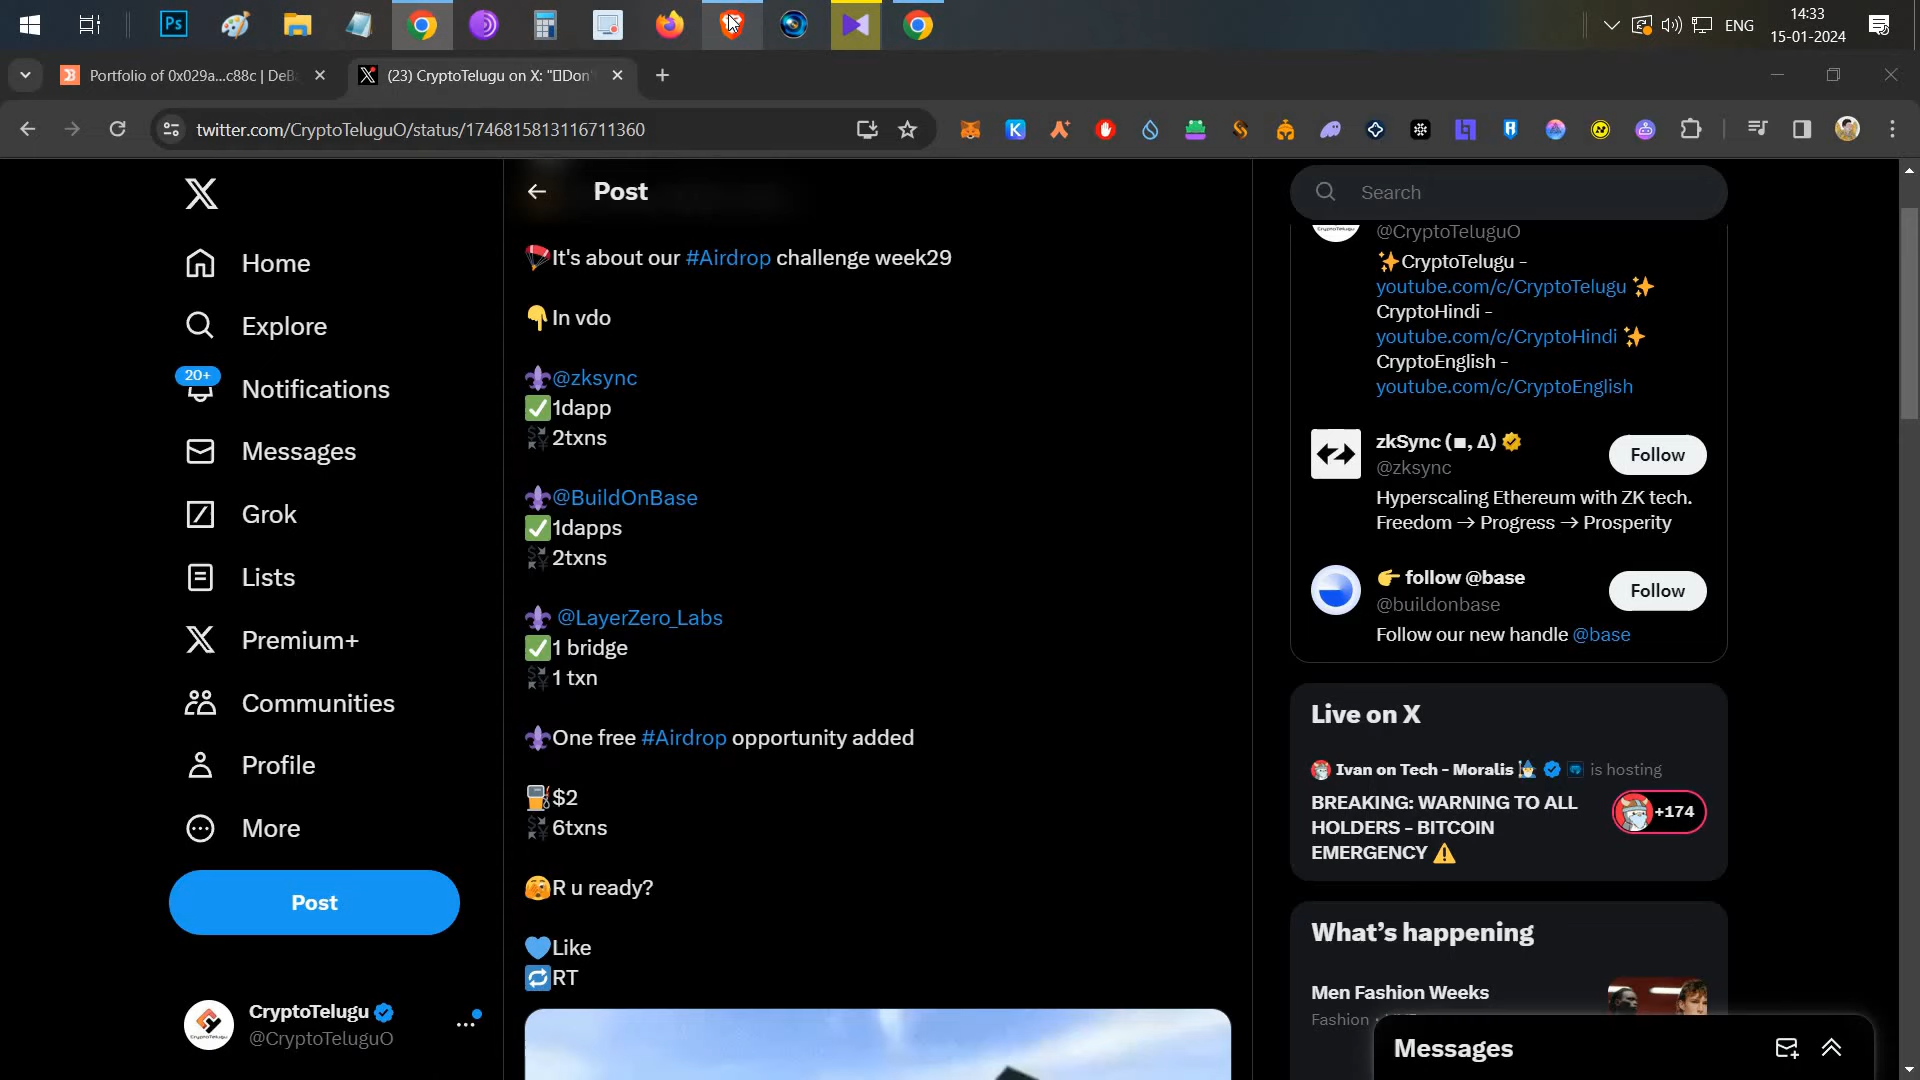 Ps
ENG
14:33
15-01-2024
Portfolio of 0x029a...c88c | DeBa
(23) CryptoTelugu on X: "▯Don'
twitter.com/CryptoTeluguO/status/1746815813116711360
Post
Search
Home
Explore
20+
Notifications
Messages
Grok
Lists
Premium+
Communities
Profile
More
Post
CryptoTelugu
@CryptoTeluguO
🪂It's about our #Airdrop challenge week29
👇In vdo
⚜@zksync
✅1dapp
💱2txns
⚜@BuildOnBase
✅1dapps
💱2txns
⚜ @LayerZero_Labs
✅1 bridge
💱1 txn
⚜One free #Airdrop opportunity added
⛽$2
💱6txns
🫣R u ready?
💙Like
🔁RT
@CryptoTeluguO
✨CryptoTelugu -
youtube.com/c/CryptoTelugu ✨
CryptoHindi -
youtube.com/c/CryptoHindi ✨
CryptoEnglish -
youtube.com/c/CryptoEnglish
zkSync (∎, ∆)
@zksync
Follow
Hyperscaling Ethereum with ZK tech.
Freedom → Progress → Prosperity
👉 follow @base
@buildonbase
Follow
Follow our new handle @base
Live on X
Ivan on Tech - Moralis is hosting
BREAKING: WARNING TO ALL
HOLDERS - BITCOIN
EMERGENCY ⚠️
+174
What's happening
Men Fashion Weeks
Fashion ·
Messages